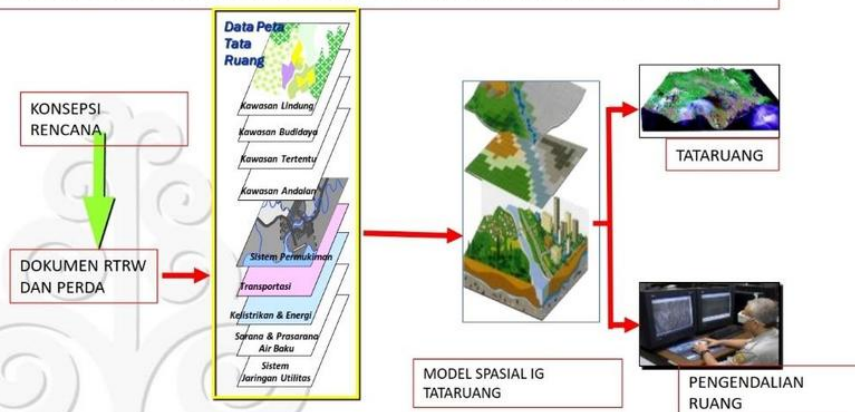 Data Peta
Tata
Ruang
KONSEPSI
RENCANA
DOKUMEN RTRW
DAN PERDA
Kawasan Lindung
Kawasan Budidaya
Kawasan Tertentu
Kawasan Andalan
Sistem Permukiman
Transportasi
Kelistrikan & Energi
Sarana & Prasarana
Air Baku
Sistem
Jaringan Utilitas
MODEL SPASIAL IG
TATARUANG
TATARUANG
PENGENDALIAN
RUANG